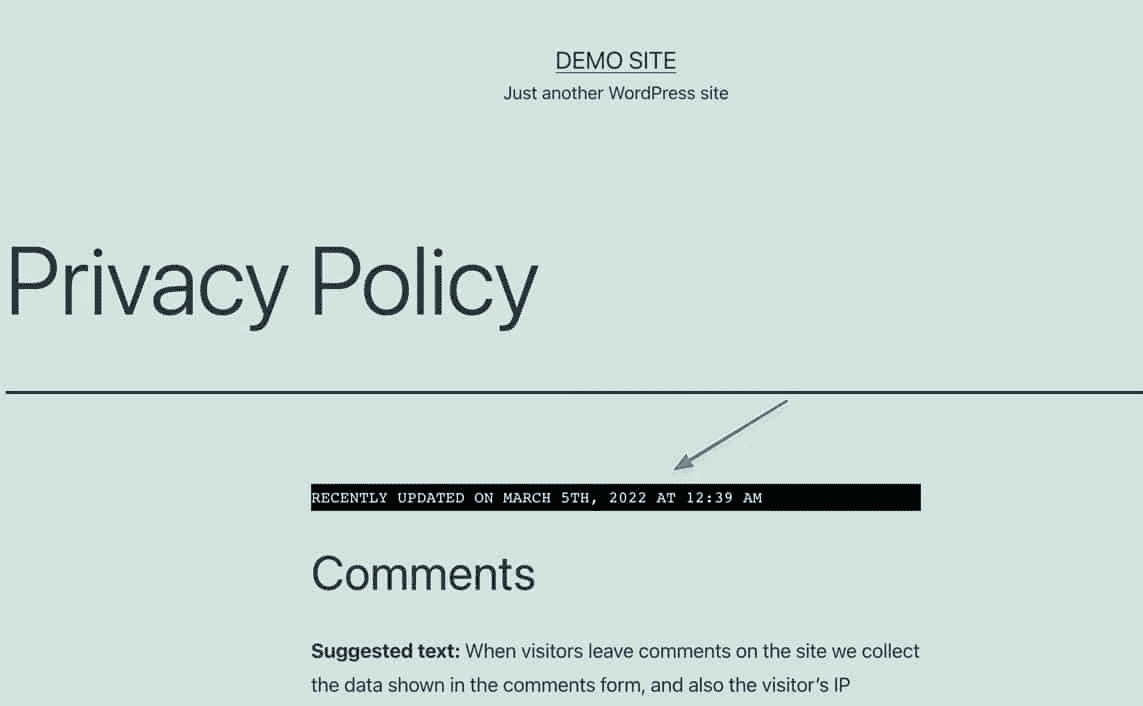 DEMO SITE
Just another WordPress site
Privacy Policy
RECENTLY UPDATED ON MARCH 5TH, 2022 AT 12:39 AM
Comments
Suggested text: When visitors leave comments on the site we collect
the data shown in the comments form, and also the visitor’s IP